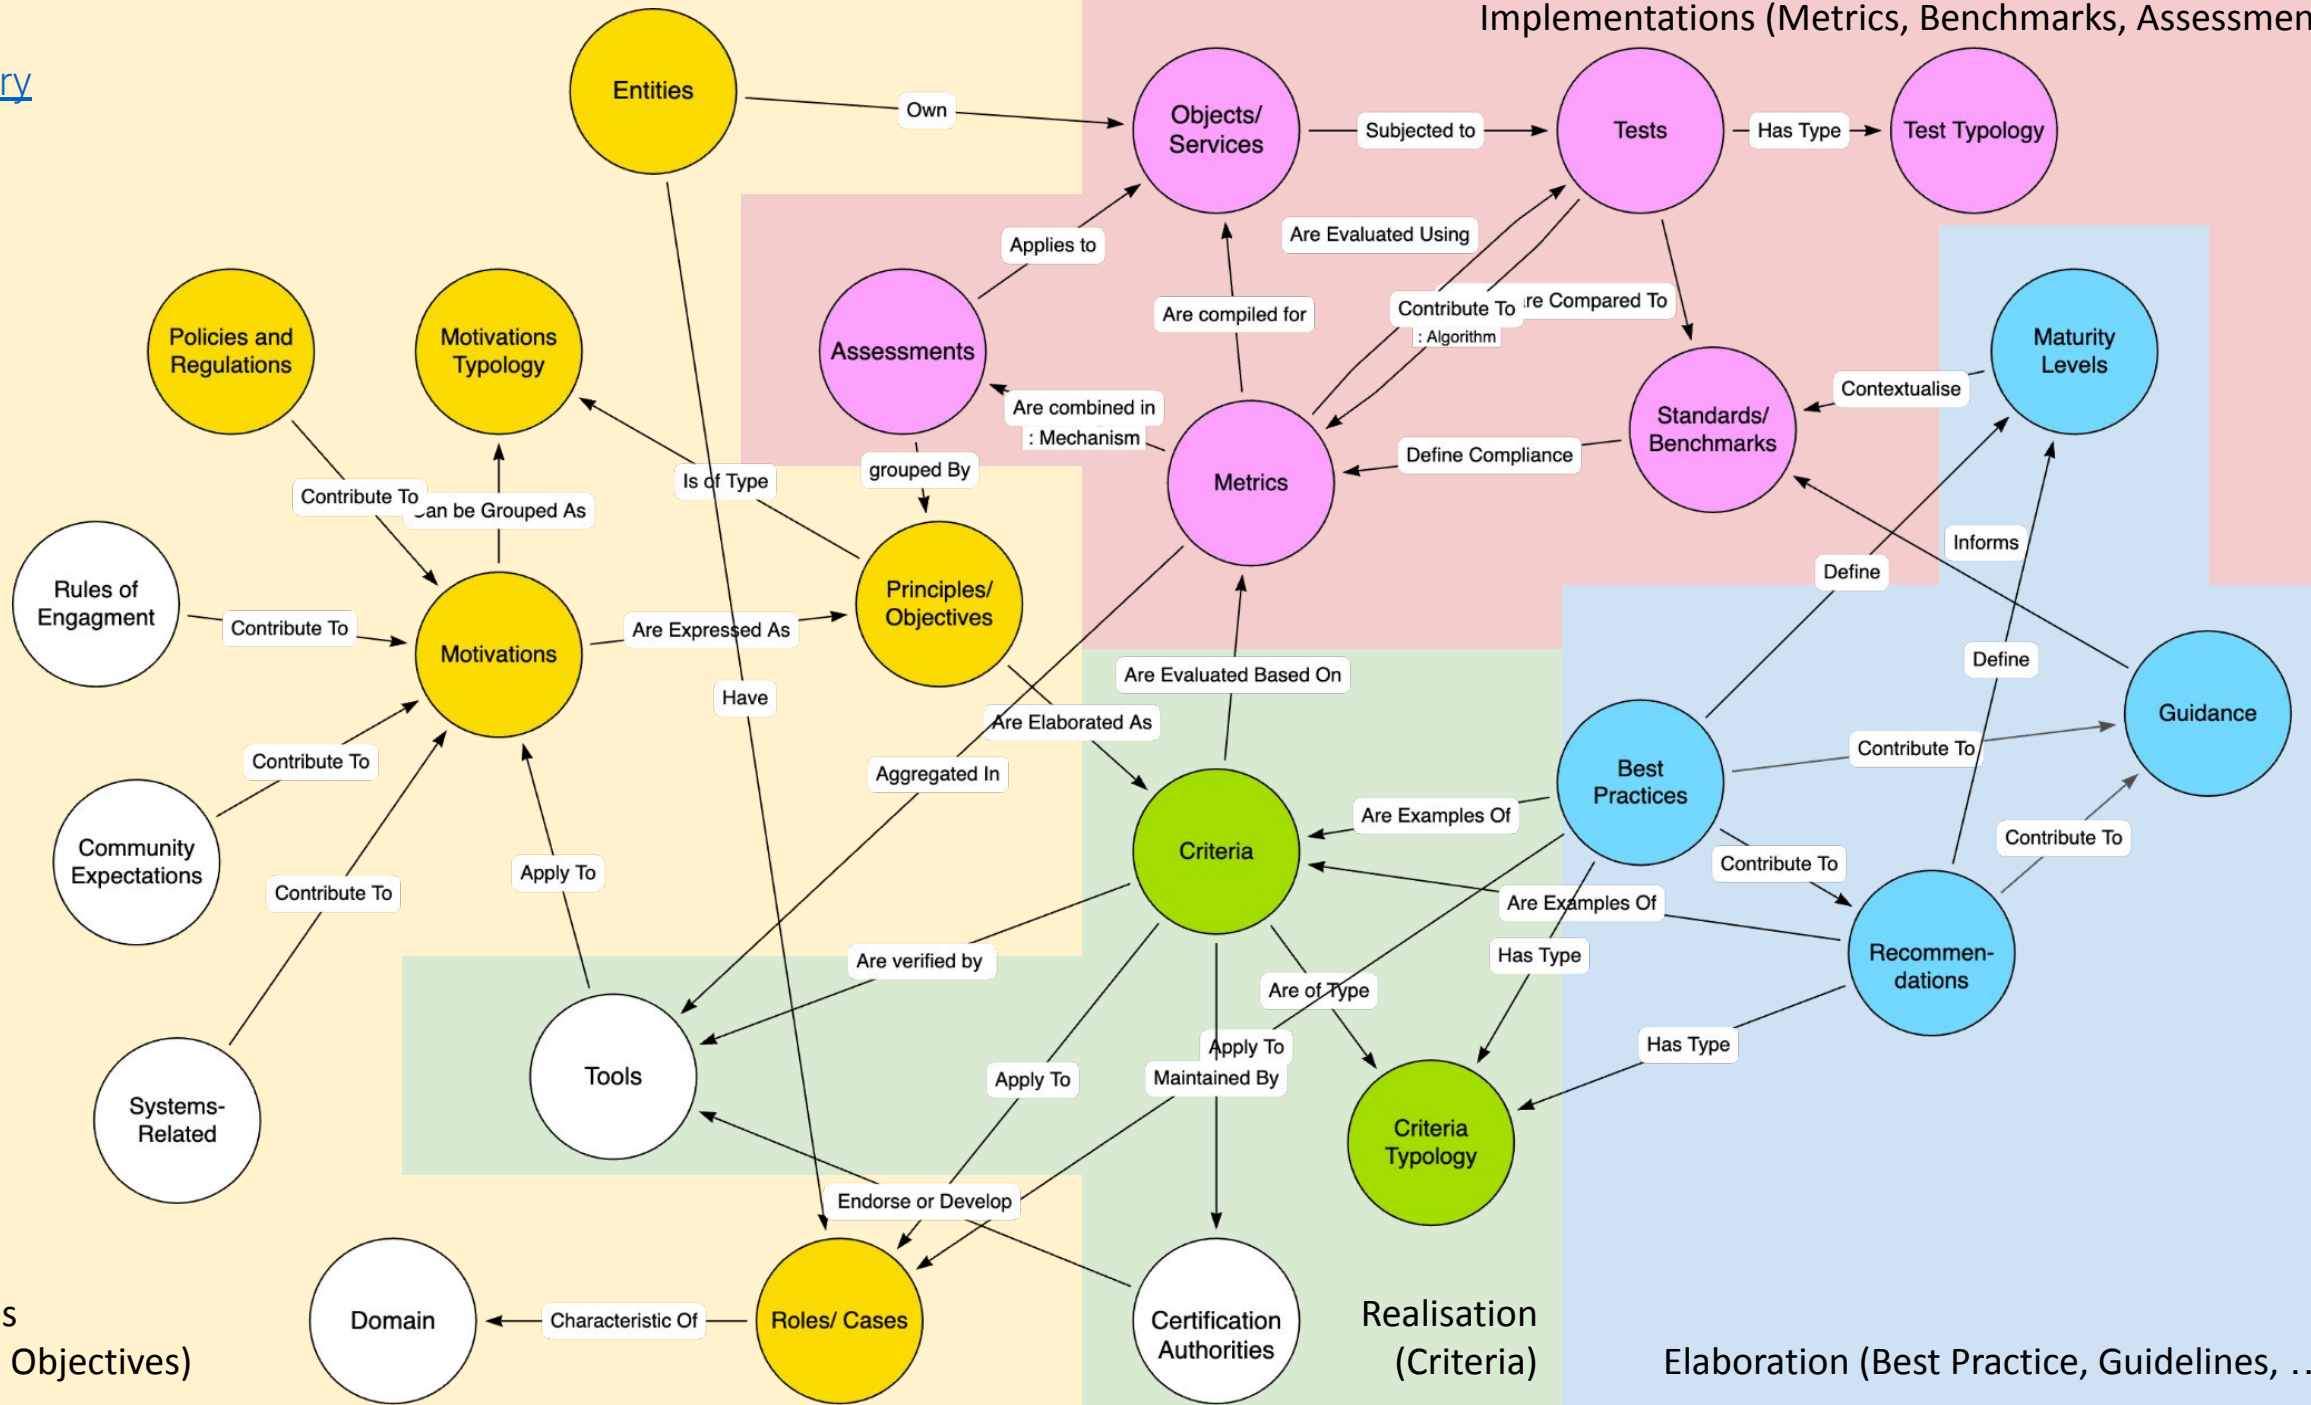 Implementations (Metrics, Benchmarks, Assessmen
ry
Entities
Own
Objects/
Services
Subjected to
Tests
Has Type
Test Typology
Applies to
Are Evaluated Using
Policies and
Regulations
Motivations
Typology
Assessments
Are compiled for
Contribute To
re Compared To
: Algorithm
Maturity
Levels
Contextualise
Standards/
Benchmarks
Are combined in
: Mechanism
Define Compliance
Metrics
grouped By
Is of Type
Contribute To
an be Grouped As
Informs
Define
Rules of
Engagment
Contribute To
Motivations
Are Expressed As
Principles/
Objectives
Define
Are Evaluated Based On
Have
Are Elaborated As
Guidance
Contribute To
Contribute To
Aggregated In
Best
Practices
Are Examples Of
Contribute To
Criteria
Contribute To
Community
Expectations
Apply To
Contribute To
Are Examples Of
Has Type
Recommen-
dations
Are verified by
Are of Type
Apply To
Has Type
Tools
Apply To
Maintained By
Systems-
Related
Criteria
Typology
Endorse or Develop
Domain
Characteristic Of
Roles/ Cases
Certification
Authorities
Realisation
(Criteria)
s
Objectives)
Elaboration (Best Practice, Guidelines, ..